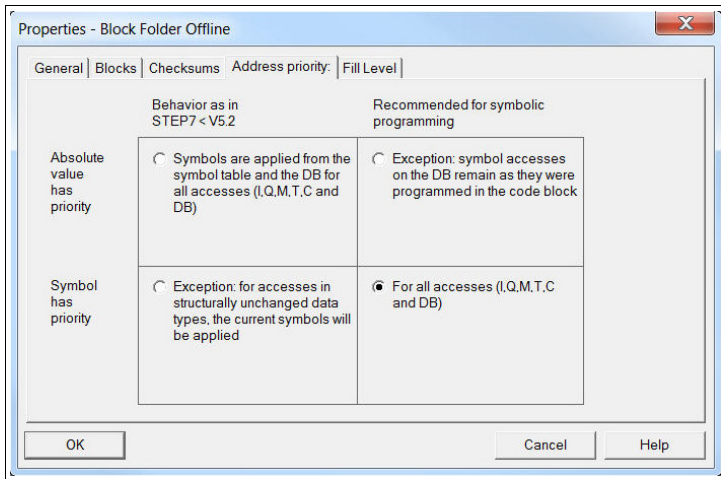 Properties - Block Folder Offline
General Blocks Checksums Address priority: Fill Level
Behavior as in
STEP7 < V5.2
Recommended for symbolic
programming
Absolute
value
has
priority
Symbols are applied from the
symbol table and the DB for
all accesses (I,Q,M,T,C and
DB)
Exception: symbol accesses
on the DB remain as they were
programmed in the code block
Symbol
has
priority
Exception: for accesses in
structurally unchanged data
types, the current symbols will
be applied
For all accesses (I,Q,M,T,C
and DB)
OK
Cancel
Help